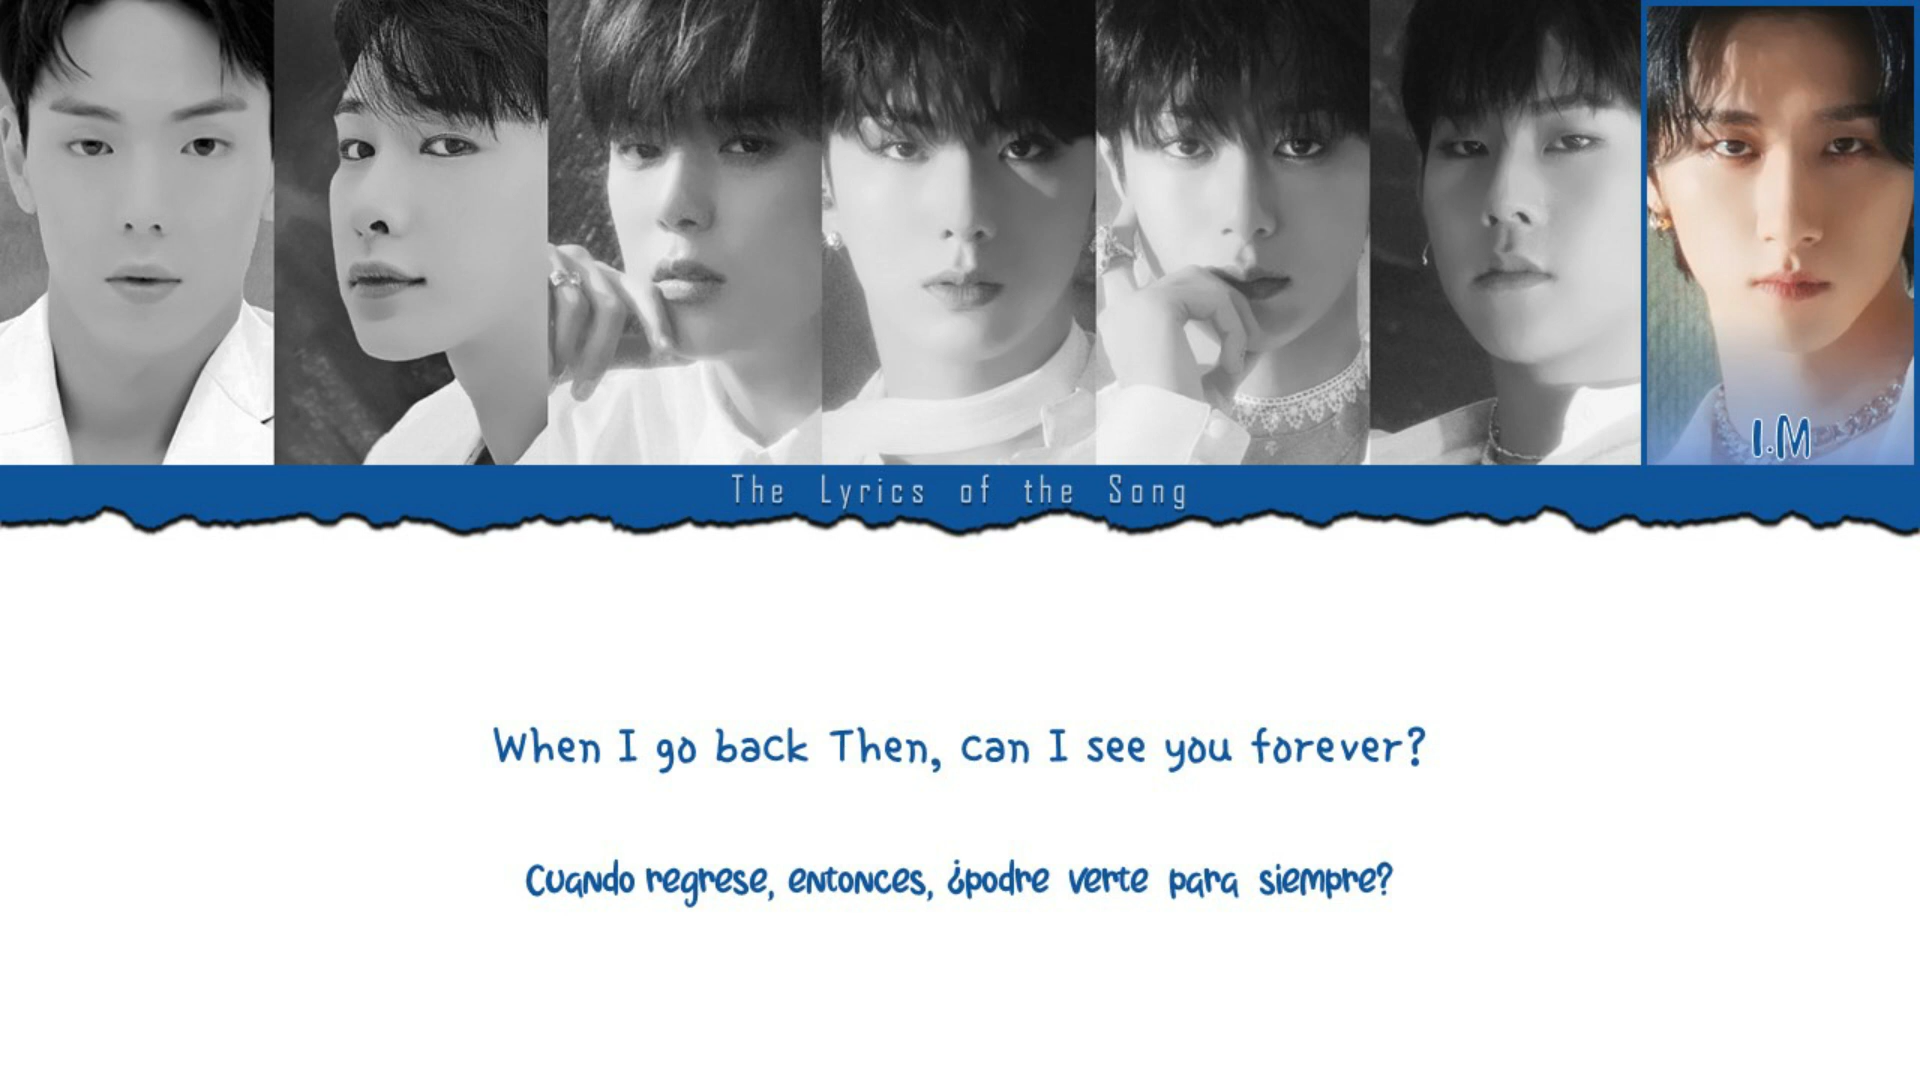 I.M
The Lyrics of the Song
When I go back Then, can I see you forever?
Cuando regrese, entonces, ¿podre verte para siempre?